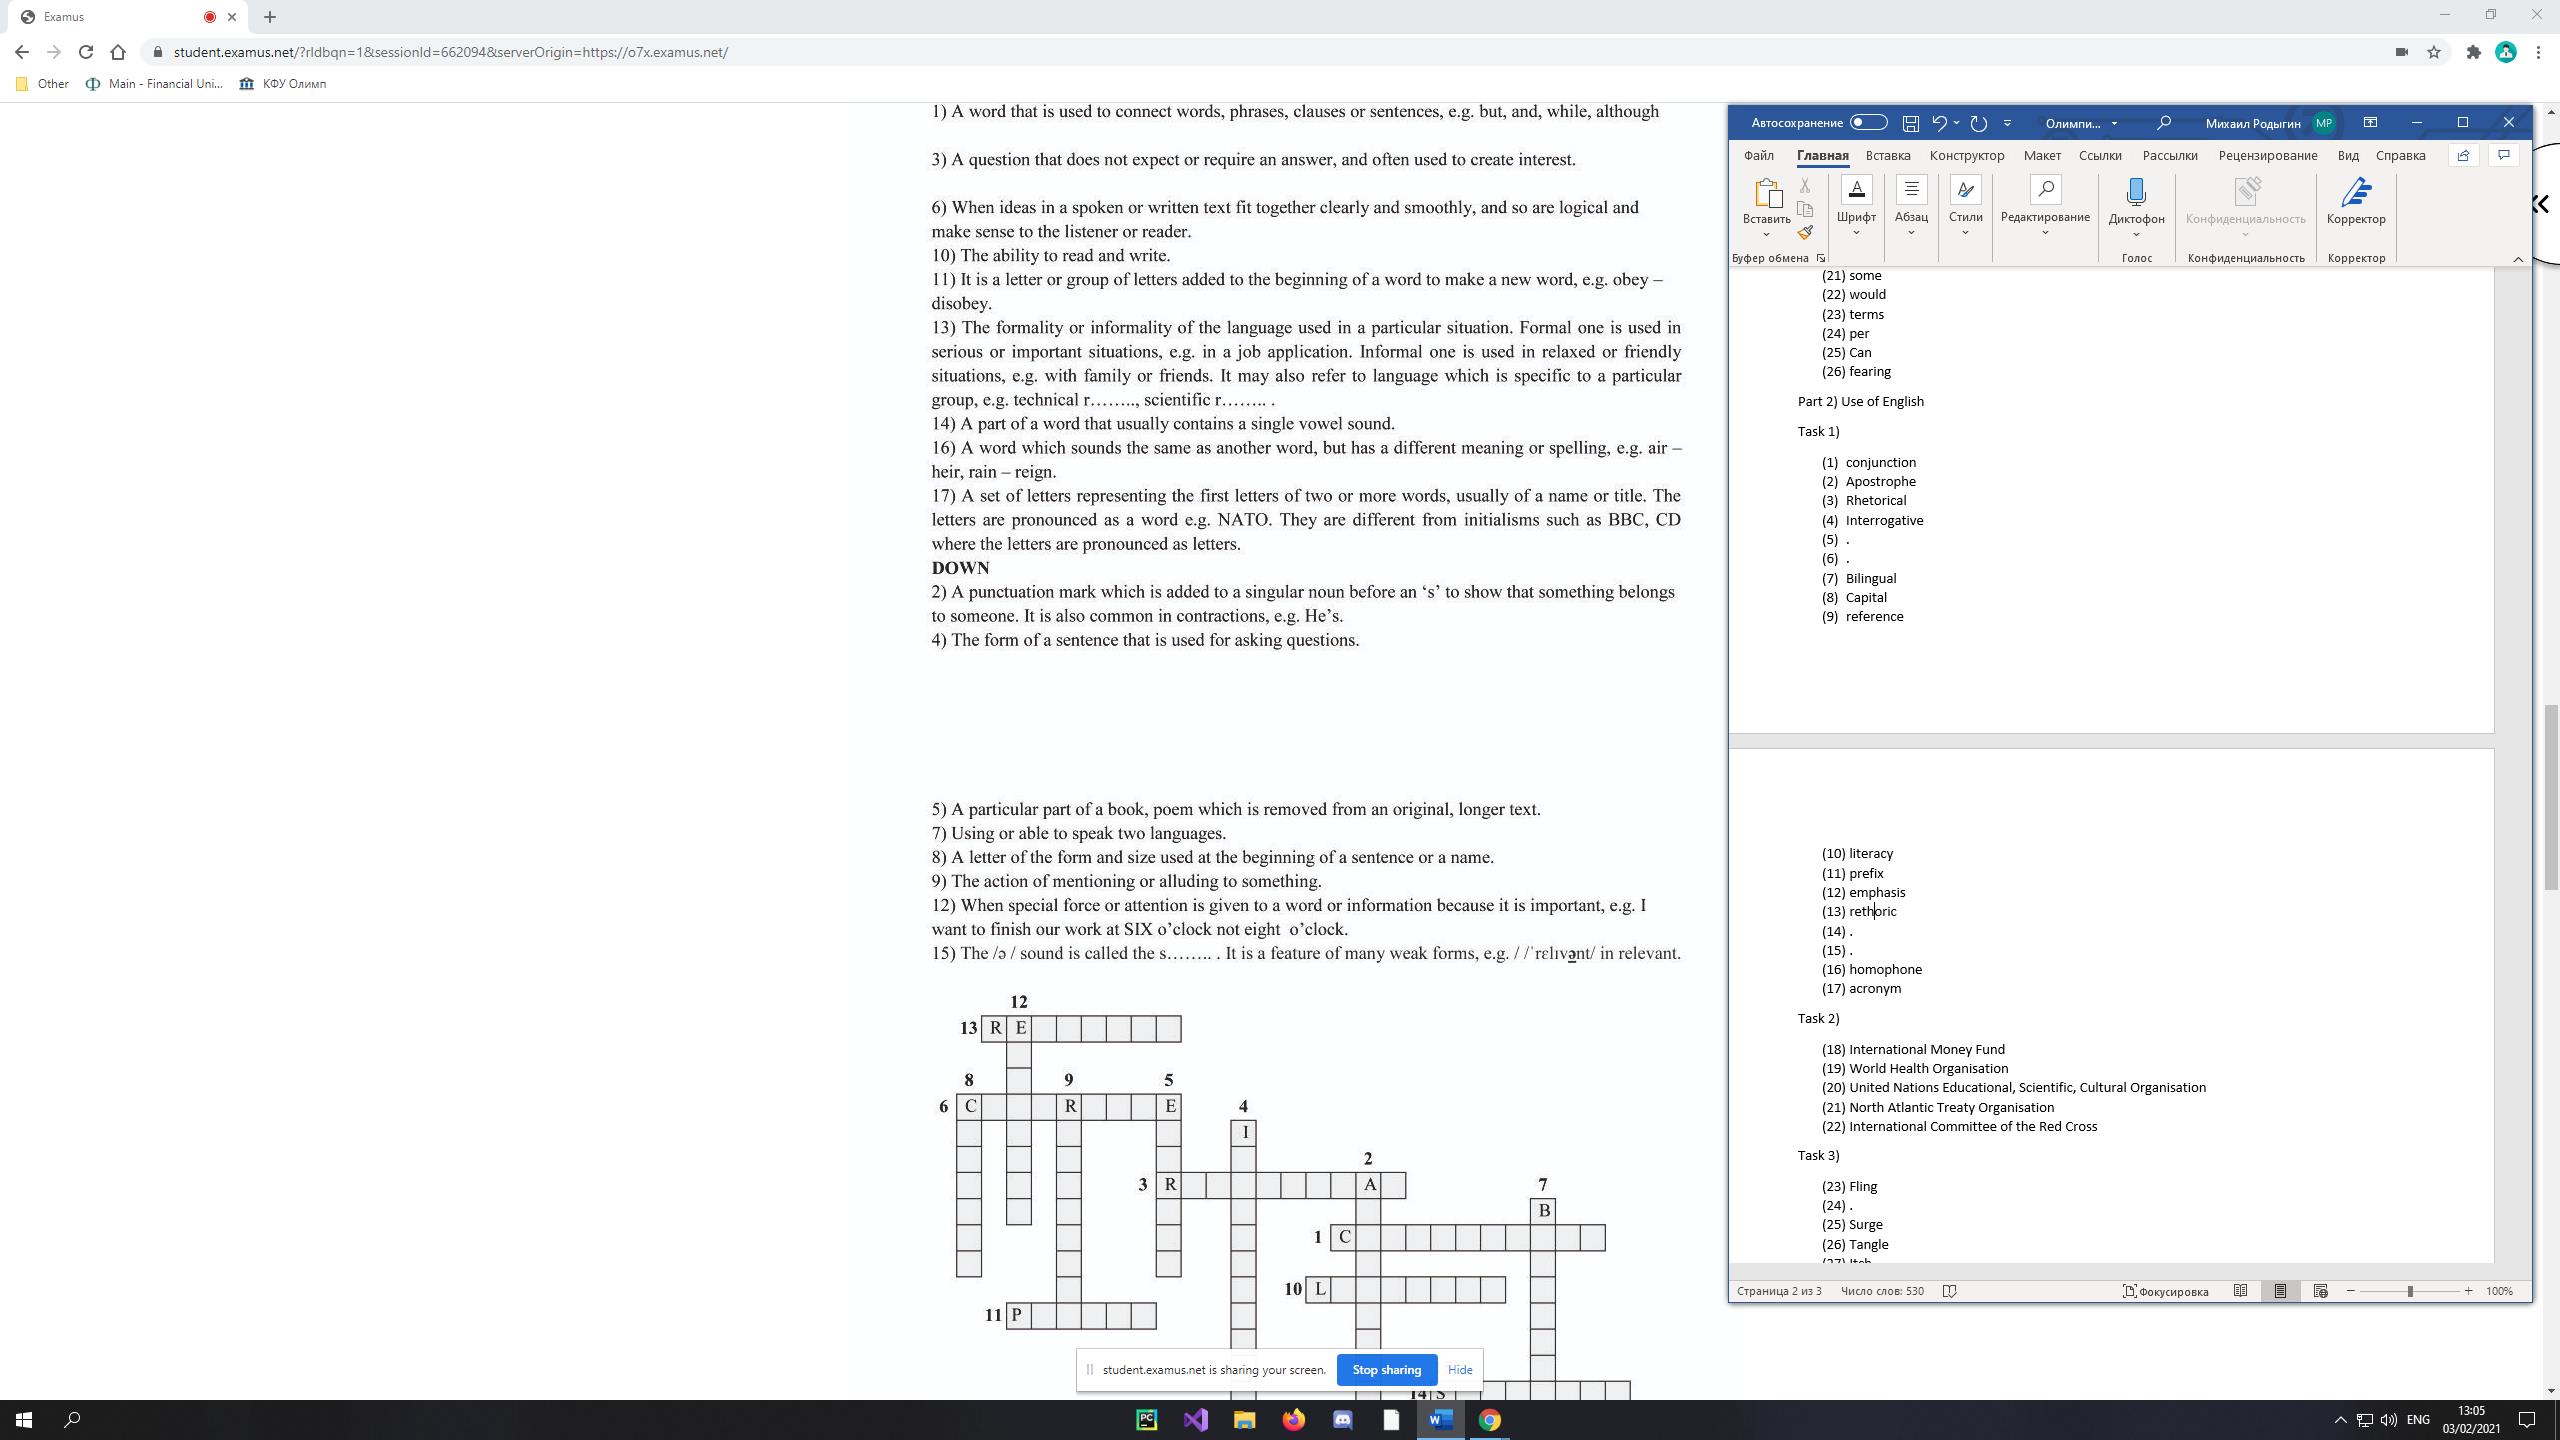 Examus
student.examus.net/?rldbqn=1&sessionId=662094&serverOrigin=https://o7x.examus.net/
Other
Main - Financial Uni...
КФУ Олимп
1) A word that is used to connect words, phrases, clauses or sentences, e.g. but, and, while, although
3) A question that does not expect or require an answer, and often used to create interest.
6) When ideas in a spoken or written text fit together clearly and smoothly, and so are logical and
make sense to the listener or reader.
10) The ability to read and write.
11) It is a letter or group of letters added to the beginning of a word to make a new word, e.g. obey –
disobey.
13) The formality or informality of the language used in a particular situation. Formal one is used in
serious or important situations, e.g. in a job application. Informal one is used in relaxed or friendly
situations, e.g. with family or friends. It may also refer to language which is specific to a particular
group, e.g. technical r…….., scientific r…….. .
14) A part of a word that usually contains a single vowel sound.
16) A word which sounds the same as another word, but has a different meaning or spelling, e.g. air –
heir, rain – reign.
17) A set of letters representing the first letters of two or more words, usually of a name or title. The
letters are pronounced as a word e.g. NATO. They are different from initialisms such as BBC, CD
where the letters are pronounced as letters.
DOWN
2) A punctuation mark which is added to a singular noun before an ‘s’ to show that something belongs
to someone. It is also common in contractions, e.g. He’s.
4) The form of a sentence that is used for asking questions.
5) A particular part of a book, poem which is removed from an original, longer text.
7) Using or able to speak two languages.
8) A letter of the form and size used at the beginning of a sentence or a name.
9) The action of mentioning or alluding to something.
12) When special force or attention is given to a word or information because it is important, e.g. I
want to finish our work at SIX o’clock not eight o’clock.
15) The /ə / sound is called the s…….. . It is a feature of many weak forms, e.g. / /ˈrɛlɪvənt/ in relevant.
12
13 R E
8 9 5
6 C R E 4
I
2
3 R A 7
B
1 C
10 L
11 P
14 S
student.examus.net is sharing your screen.
Stop sharing
Hide
Автосохранение
Олимпи...
Михаил Родыгин
МР
Файл
Главная
Вставка
Конструктор
Макет
Ссылки
Рассылки
Рецензирование
Вид
Справка
Вставить
Шрифт
Абзац
Стили
Редактирование
Диктофон
Конфиденциальность
Корректор
Буфер обмена
Голос
Конфиденциальность
Корректор
(21) some
(22) would
(23) terms
(24) per
(25) Can
(26) fearing
Part 2) Use of English
Task 1)
(1) conjunction
(2) Apostrophe
(3) Rhetorical
(4) Interrogative
(5) .
(6) .
(7) Bilingual
(8) Capital
(9) reference
(10) literacy
(11) prefix
(12) emphasis
(13) rethoric
(14) .
(15) .
(16) homophone
(17) acronym
Task 2)
(18) International Money Fund
(19) World Health Organisation
(20) United Nations Educational, Scientific, Cultural Organisation
(21) North Atlantic Treaty Organisation
(22) International Committee of the Red Cross
Task 3)
(23) Fling
(24) .
(25) Surge
(26) Tangle
(27) Itch
Страница 2 из 3
Число слов: 530
Фокусировка
100%
ENG
13:05
03/02/2021